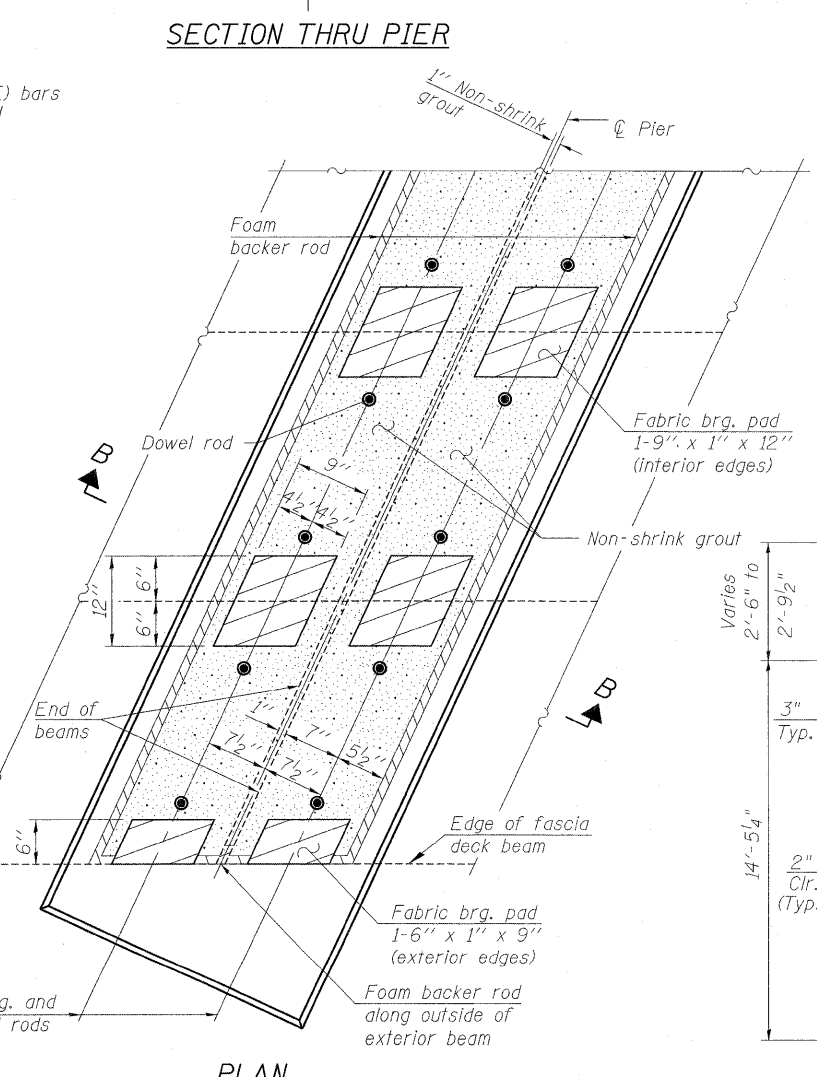 SECTION THRU PIER
) bars
1" Non-shrink
grout
℄ Pier
Foam
backer rod
Dowel rod
Fabric brg. pad
1-9". x 1" x 12"
(interior edges)
B
9"
4½" 4½"
Non-shrink grout
12"
6"
6"
Varies
2'-6" to
2'-9½"
B
End of
beams
1"
7½"
7½"
7"
5½"
3"
Typ.
6"
Edge of fascia
deck beam
14'-5¼"
2"
Clr.
(Typ.
Fabric brg. pad
1-6" x 1" x 9"
(exterior edges)
g. and
rods
Foam backer rod
along outside of
exterior beam
PLAN